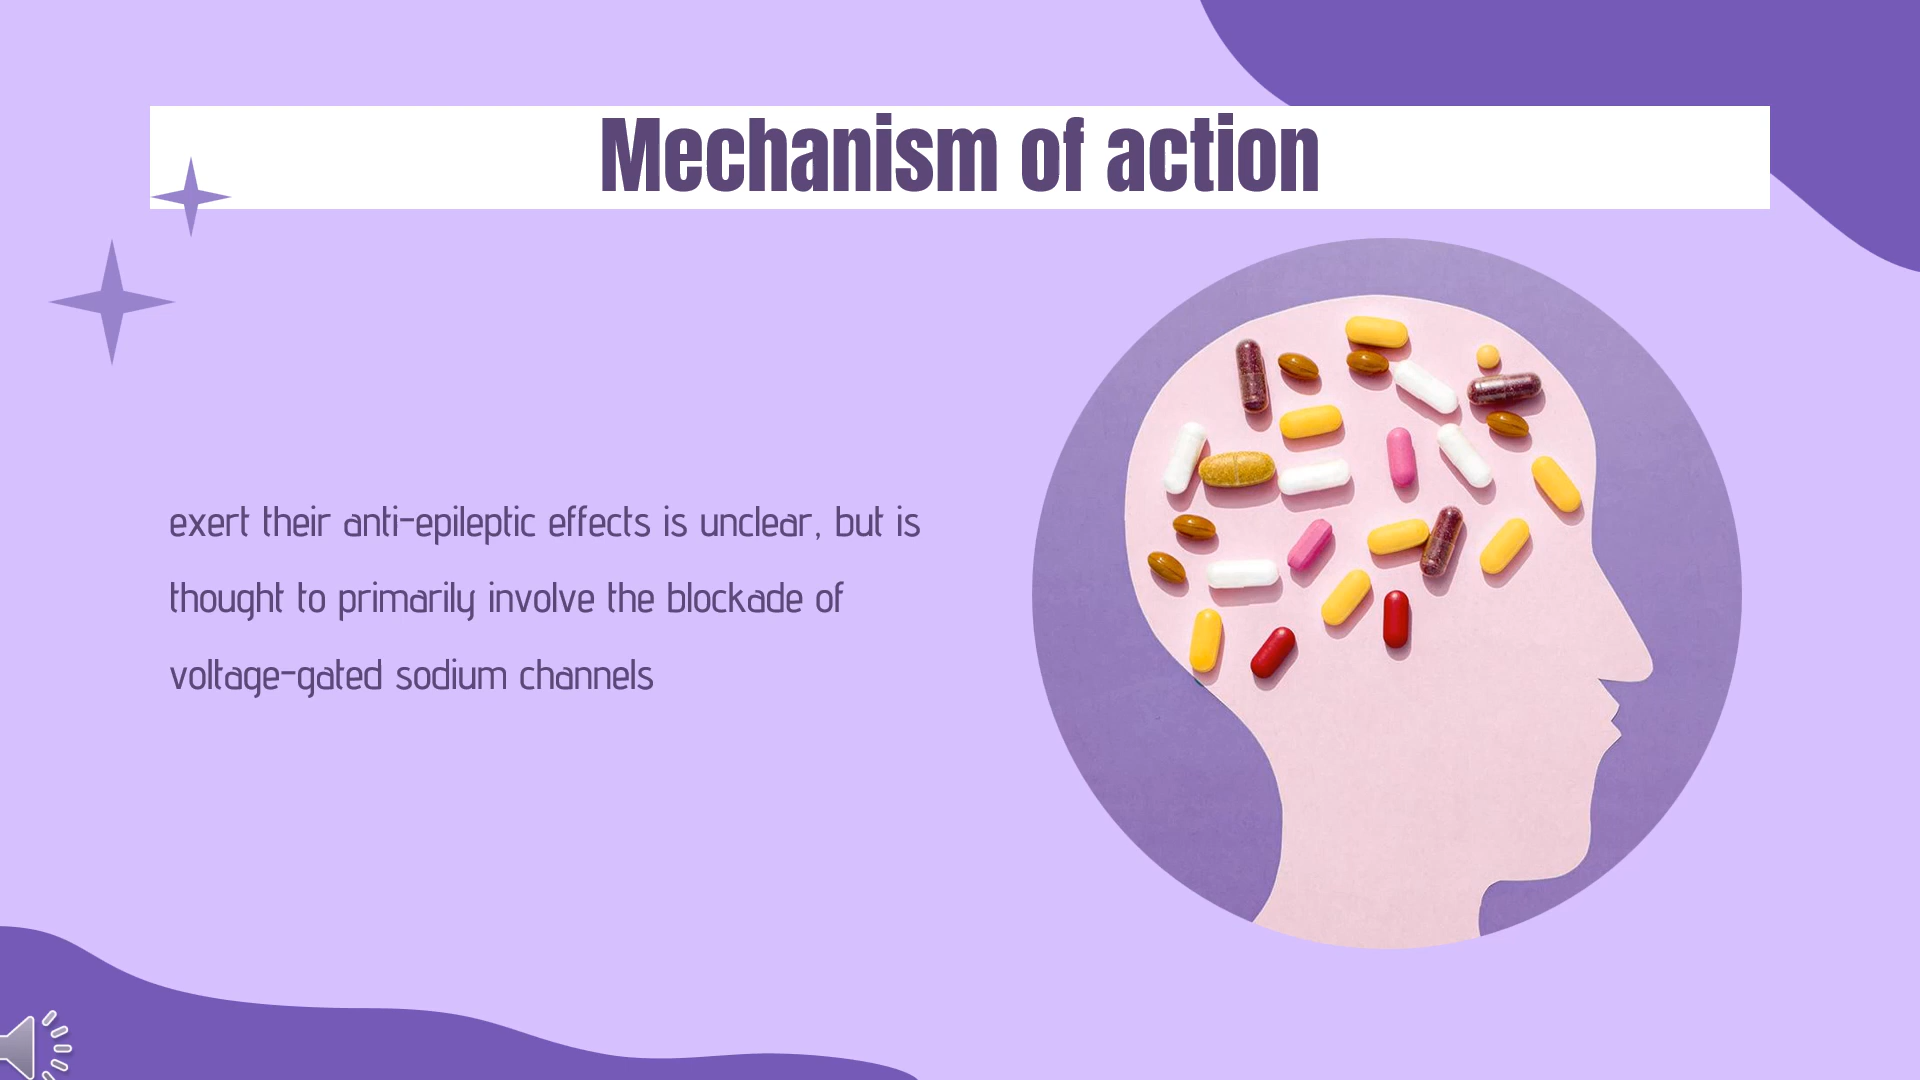 Mechanism of action
exert their anti-epileptic effects is unclear, but is
thought to primarily involve the blockade of
voltage-gated sodium channels